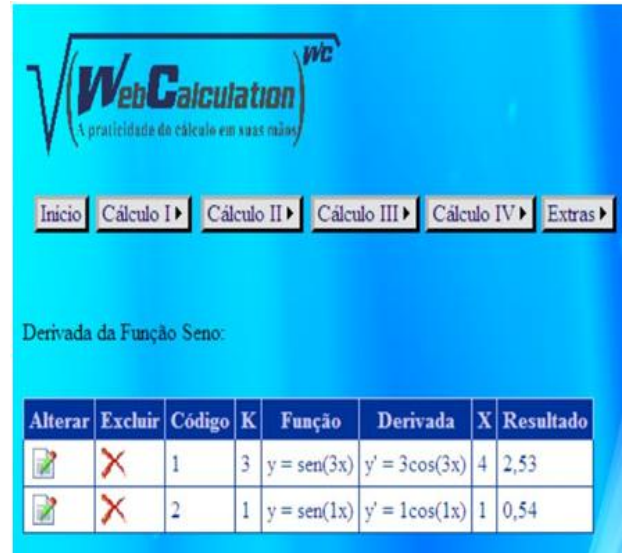 WebCalculation WC
A praticidade do cálculo em suas mãos
Início Cálculo I Cálculo II Cálculo III Cálculo IV Extras
Derivada da Função Seno:
Alterar Excluir Código K Função Derivada X Resultado
1 3 y = sen(3x) y' = 3cos(3x) 4 2,53
2 1 y = sen(1x) y' = 1cos(1x) 1 0,54